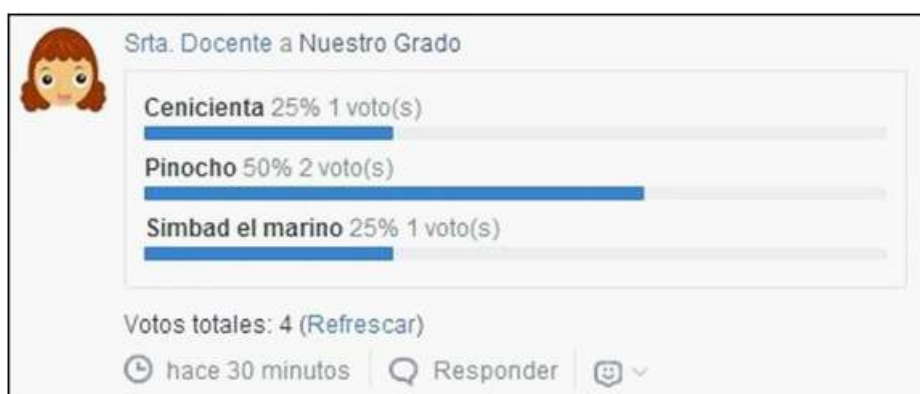 Srta. Docente a Nuestro Grado
Cenicienta 25% 1 voto(s)
Pinocho 50% 2 voto(s)
Simbad el marino 25% 1 voto(s)
Votos totales: 4 (Refrescar)
hace 30 minutos Responder